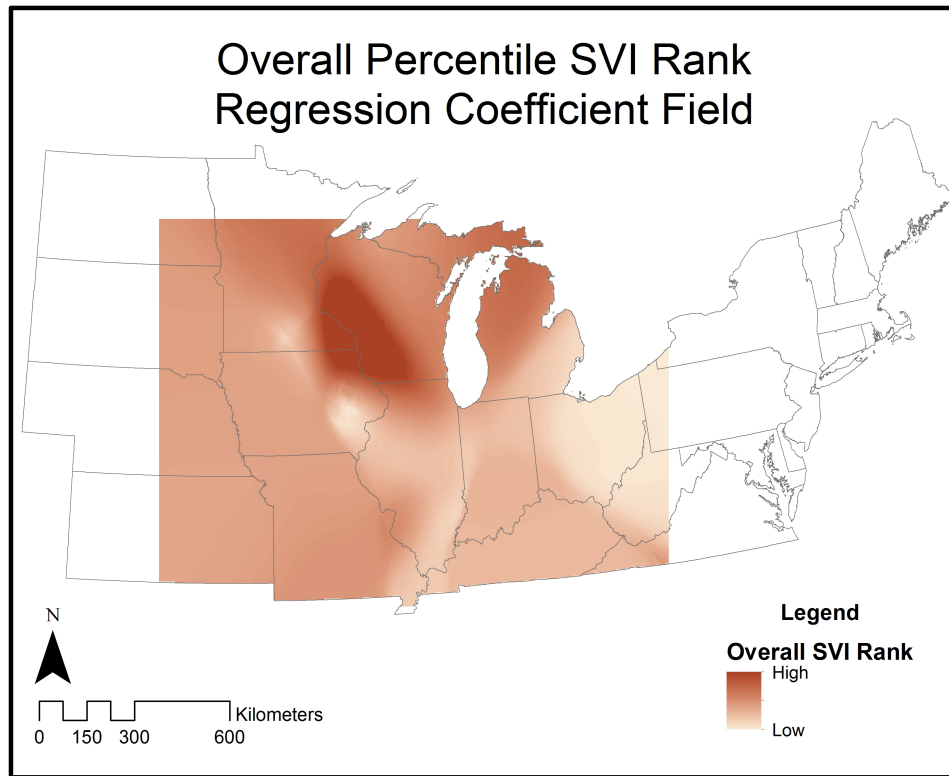 Overall Percentile SVI Rank
Regression Coefficient Field
N
Kilometers
0 150 300 600
Legend
Overall SVI Rank
High
Low